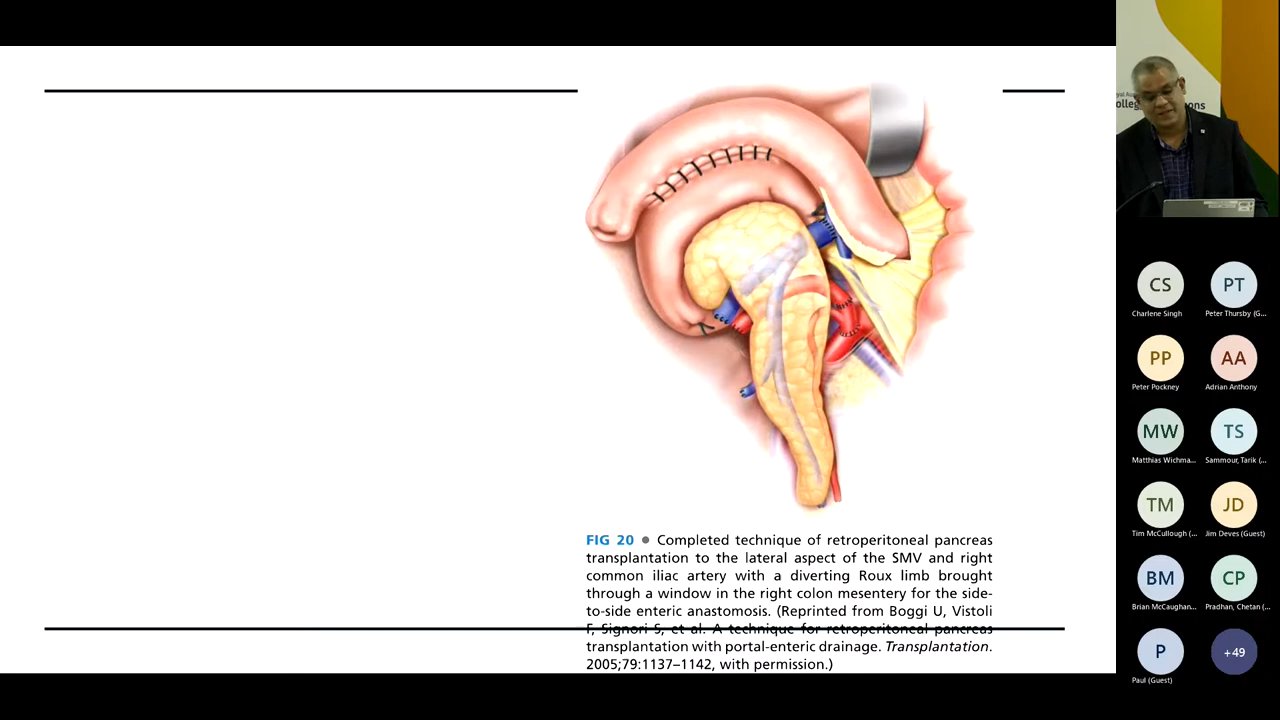 FIG 20 ● Completed technique of retroperitoneal pancreas
transplantation to the lateral aspect of the SMV and right
common iliac artery with a diverting Roux limb brought
through a window in the right colon mesentery for the side-
to-side enteric anastomosis. (Reprinted from Boggi U, Vistoli
F, Signori S, et al. A technique for retroperitoneal pancreas
transplantation with portal-enteric drainage. Transplantation.
2005;79:1137–1142, with permission.)
CS
Charlene Singh
PT
Peter Thursby (G...
PP
Peter Pockney
AA
Adrian Anthony
MW
Matthias Wichma...
TS
Sammour, Tarik (...
TM
Tim McCullough (...
JD
Jim Deves (Guest)
BM
Brian McCaughan...
CP
Pradhan, Chetan (...
P
Paul (Guest)
+49